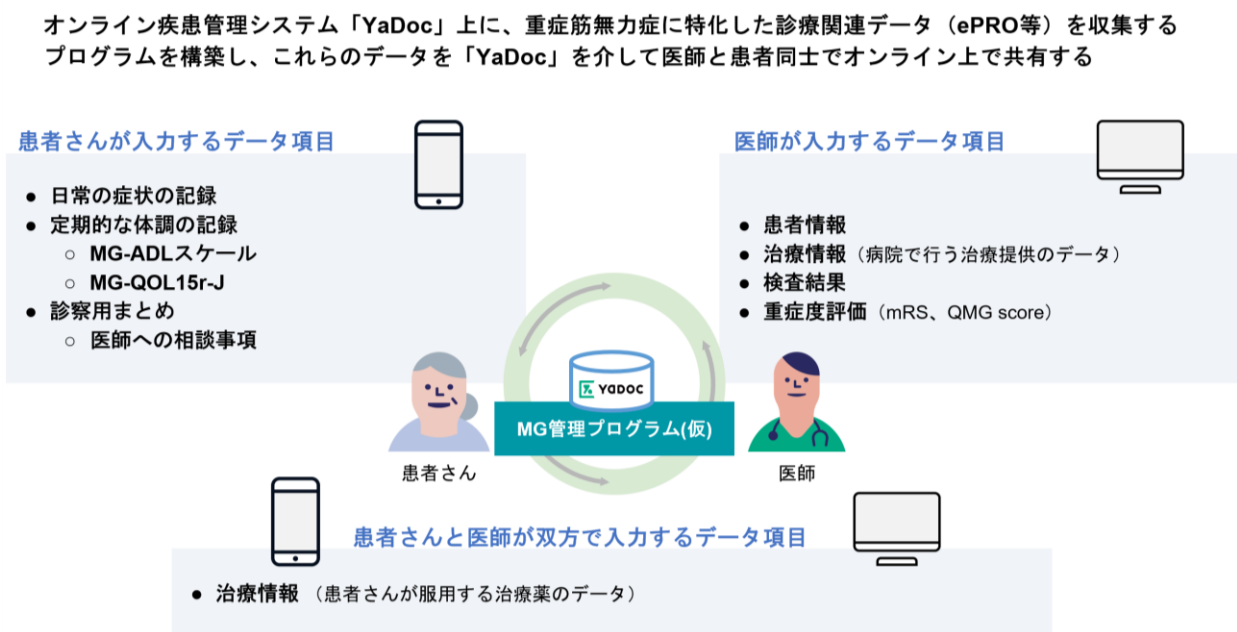 オンライン疾患管理システム「YaDoc」上に、重症筋無力症に特化した診療関連データ（ePRO等）を収集する
プログラムを構築し、これらのデータを「YaDoc」を介して医師と患者同士でオンライン上で共有する
患者さんが入力するデータ項目
● 日常の症状の記録
● 定期的な体調の記録
○ MG-ADLスケール
○ MG-QOL15r-J
● 診察用まとめ
○ 医師への相談事項
医師が入力するデータ項目
● 患者情報
● 治療情報（病院で行う治療提供のデータ）
● 検査結果
● 重症度評価（mRS、QMG score）
YaDOC
MG管理プログラム(仮)
患者さん
医師
患者さんと医師が双方で入力するデータ項目
● 治療情報 （患者さんが服用する治療薬のデータ）